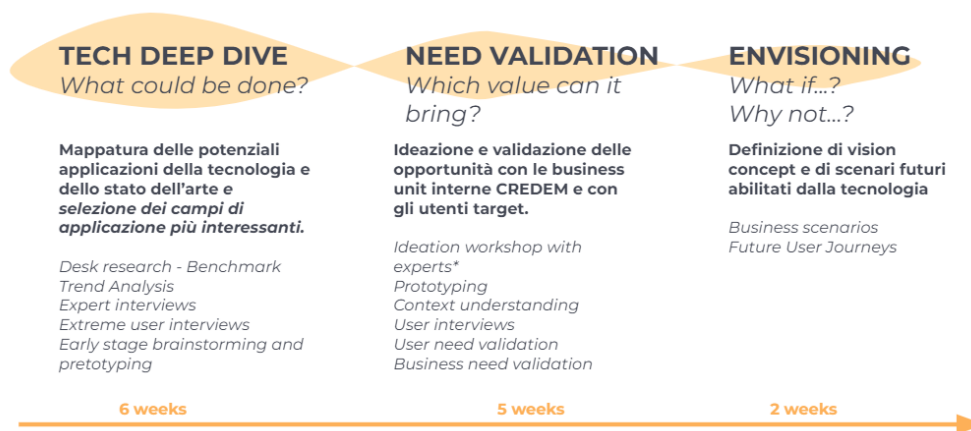 TECH DEEP DIVE
What could be done?
Mappatura delle potenziali
applicazioni della tecnologia e
dello stato dell'arte e
selezione dei campi di
applicazione più interessanti.
Desk research - Benchmark
Trend Analysis
Expert interviews
Extreme user interviews
Early stage brainstorming and
pretotyping
6 weeks
NEED VALIDATION
Which value can it
bring?
Ideazione e validazione delle
opportunità con le business
unit interne CREDEM e con
gli utenti target.
Ideation workshop with
experts*
Prototyping
Context understanding
User interviews
User need validation
Business need validation
5 weeks
ENVISIONING
What if...?
Why not...?
Definizione di vision
concept e di scenari futuri
abilitati dalla tecnologia
Business scenarios
Future User Journeys
2 weeks